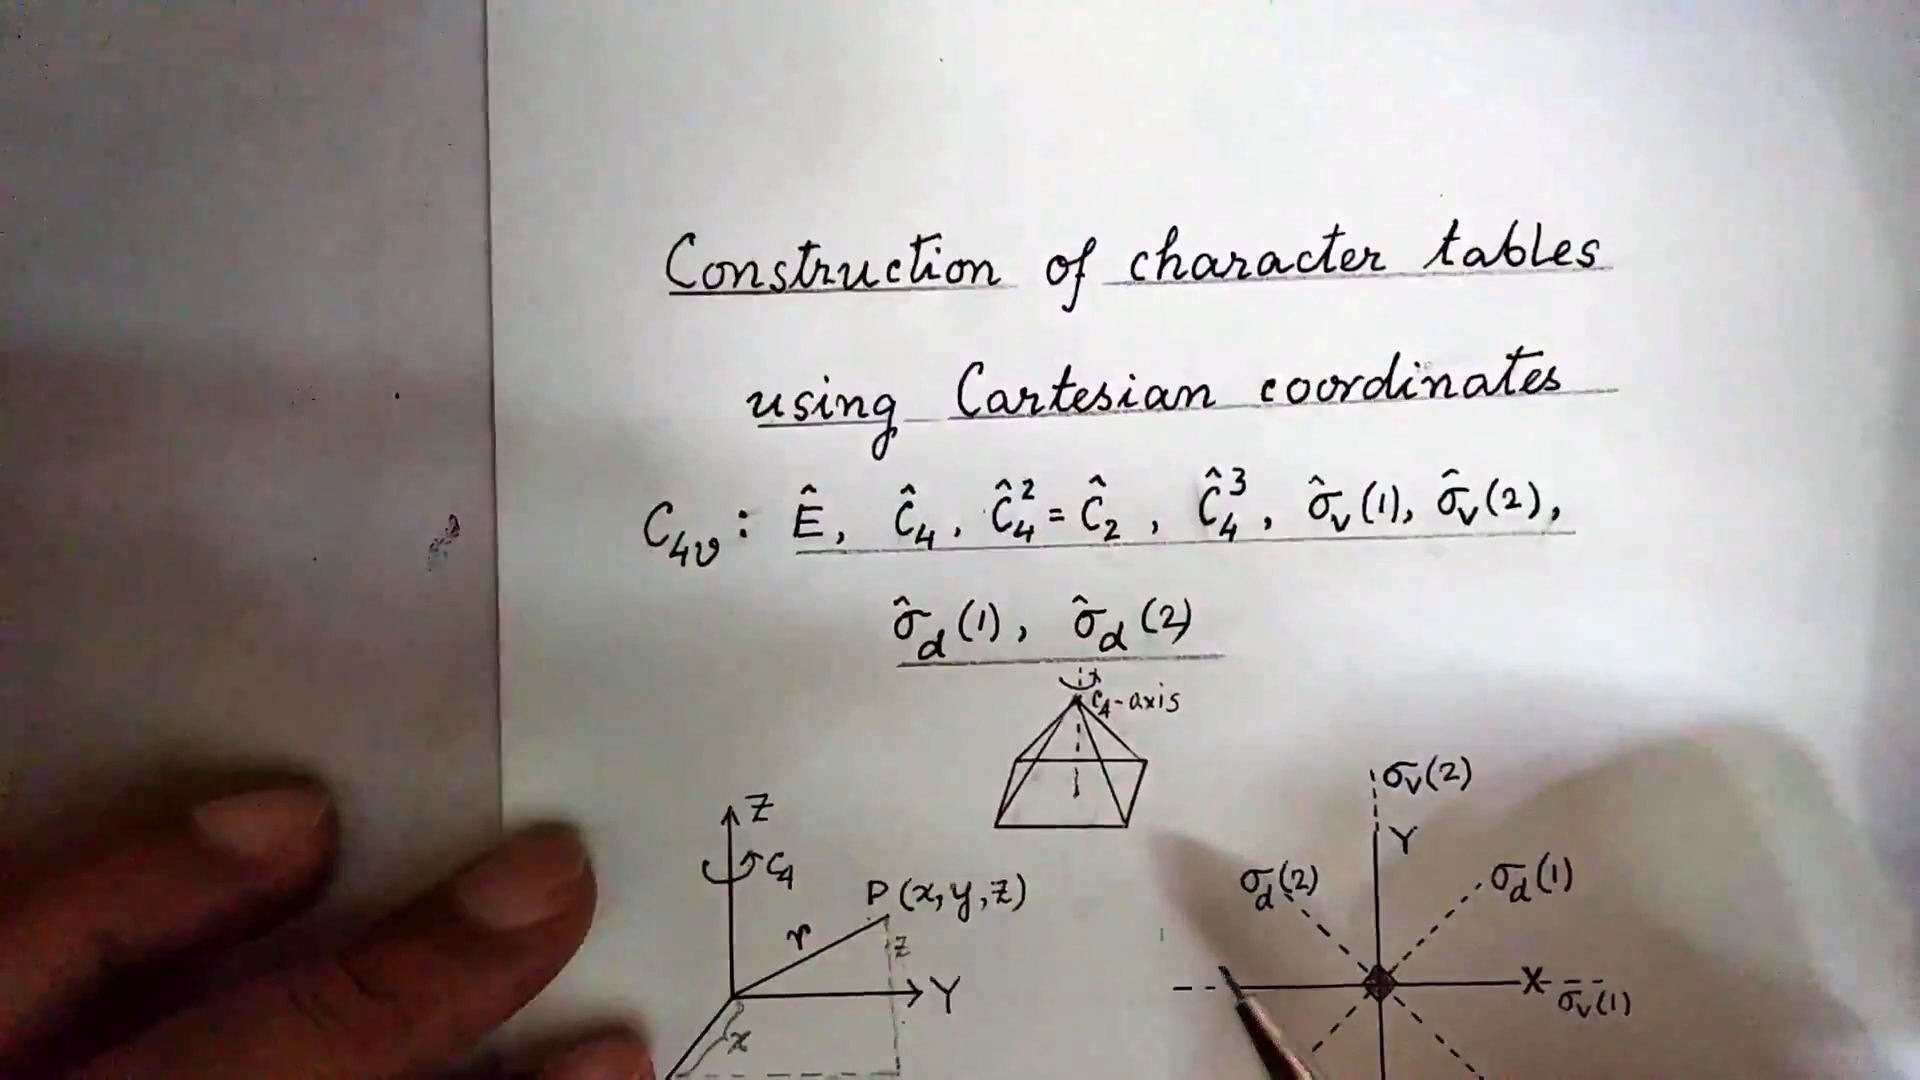 Construction of character tables
using Cartesian coordinates
C₄ᵥ : Ê, Ĉ₄, Ĉ₄² = Ĉ₂, Ĉ₄³, σ̂ᵥ(1), σ̂ᵥ(2),
σ̂d(1), σ̂d(2)
C₄-axis
Z
C₄
P (x, y, z)
r
z
Y
x
σᵥ(2)
Y
σd(2)
σd(1)
X
σᵥ(1)